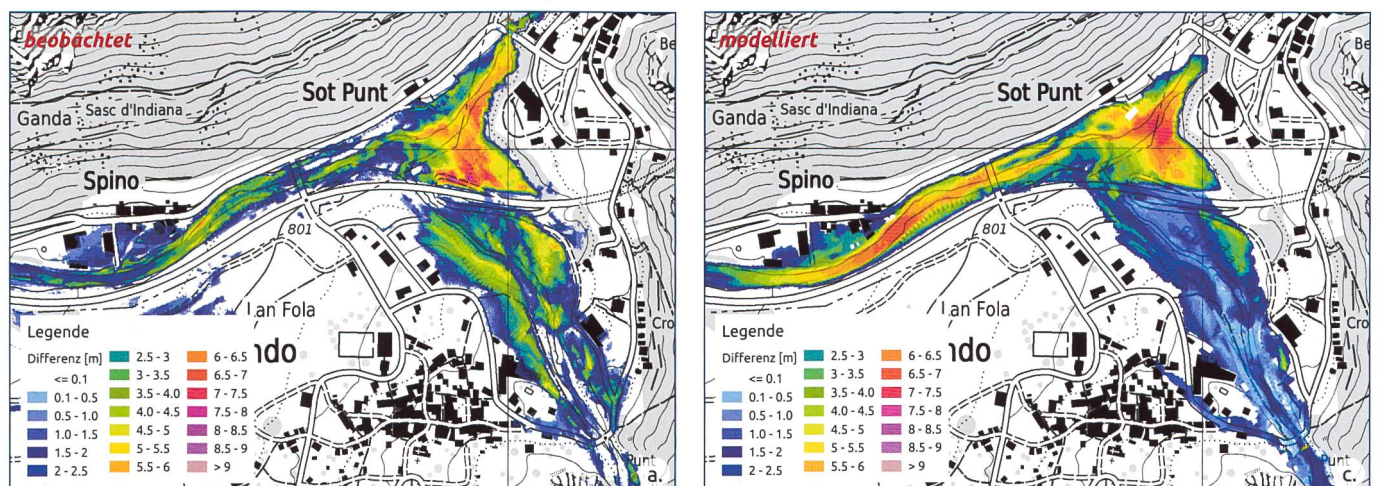 beobachtet
Sot Punt
Be
Ganda
Sasc d'Indiana
Spino
801
Lan Fola
ndo
Cro
Punt
a.
Legende
Differenz [m]
<= 0.1
0.1 - 0.5
0.5 - 1.0
1.0 - 1.5
1.5 - 2
2 - 2.5
2.5 - 3
3 - 3.5
3.5 - 4.0
4.0 - 4.5
4.5 - 5
5 - 5.5
5.5 - 6
6 - 6.5
6.5 - 7
7 - 7.5
7.5 - 8
8 - 8.5
8.5 - 9
> 9
modelliert
Sot Punt
Be
Ganda
Sasc d'Indiana
Spino
801
Lan Fola
ndo
Cro
Punt
c.
Legende
Differenz [m]
<= 0.1
0.1 - 0.5
0.5 - 1.0
1.0 - 1.5
1.5 - 2
2 - 2.5
2.5 - 3
3 - 3.5
3.5 - 4.0
4.0 - 4.5
4.5 - 5
5 - 5.5
5.5 - 6
6 - 6.5
6.5 - 7
7 - 7.5
7.5 - 8
8 - 8.5
8.5 - 9
> 9